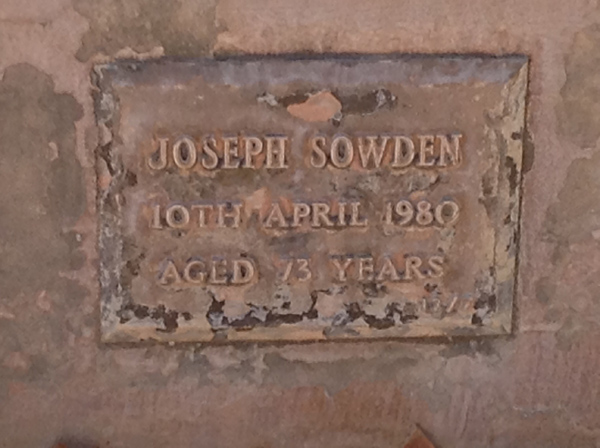 JOSEPH SOWDEN
10TH APRIL 1980
AGED 73 YEARS